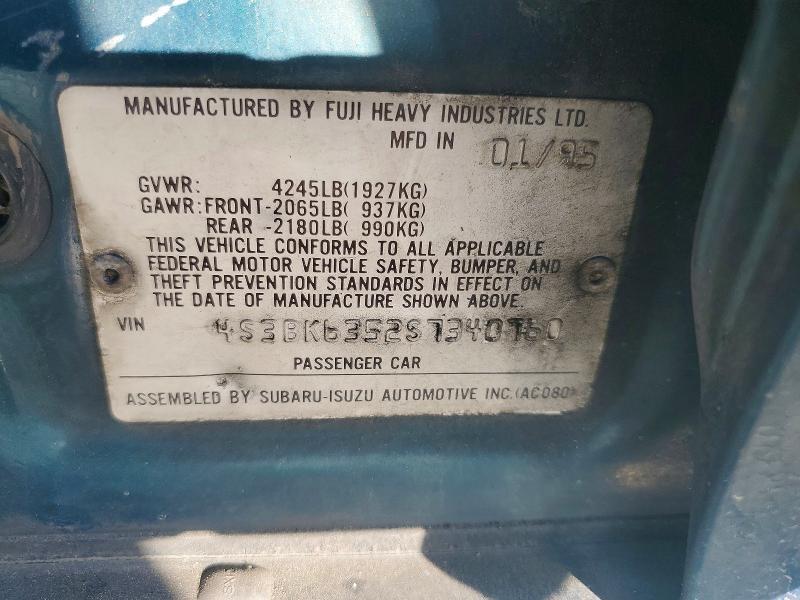 MANUFACTURED BY FUJI HEAVY INDUSTRIES LTD.
MFD IN 01/95
GVWR: 4245LB(1927KG)
GAWR:FRONT-2065LB( 937KG)
REAR -2180LB( 990KG)
THIS VEHICLE CONFORMS TO ALL APPLICABLE
FEDERAL MOTOR VEHICLE SAFETY, BUMPER, AND
THEFT PREVENTION STANDARDS IN EFFECT ON
THE DATE OF MANUFACTURE SHOWN ABOVE.
VIN 4S3BK6352S7340760
PASSENGER CAR
ASSEMBLED BY SUBARU-ISUZU AUTOMOTIVE INC.(AC080)